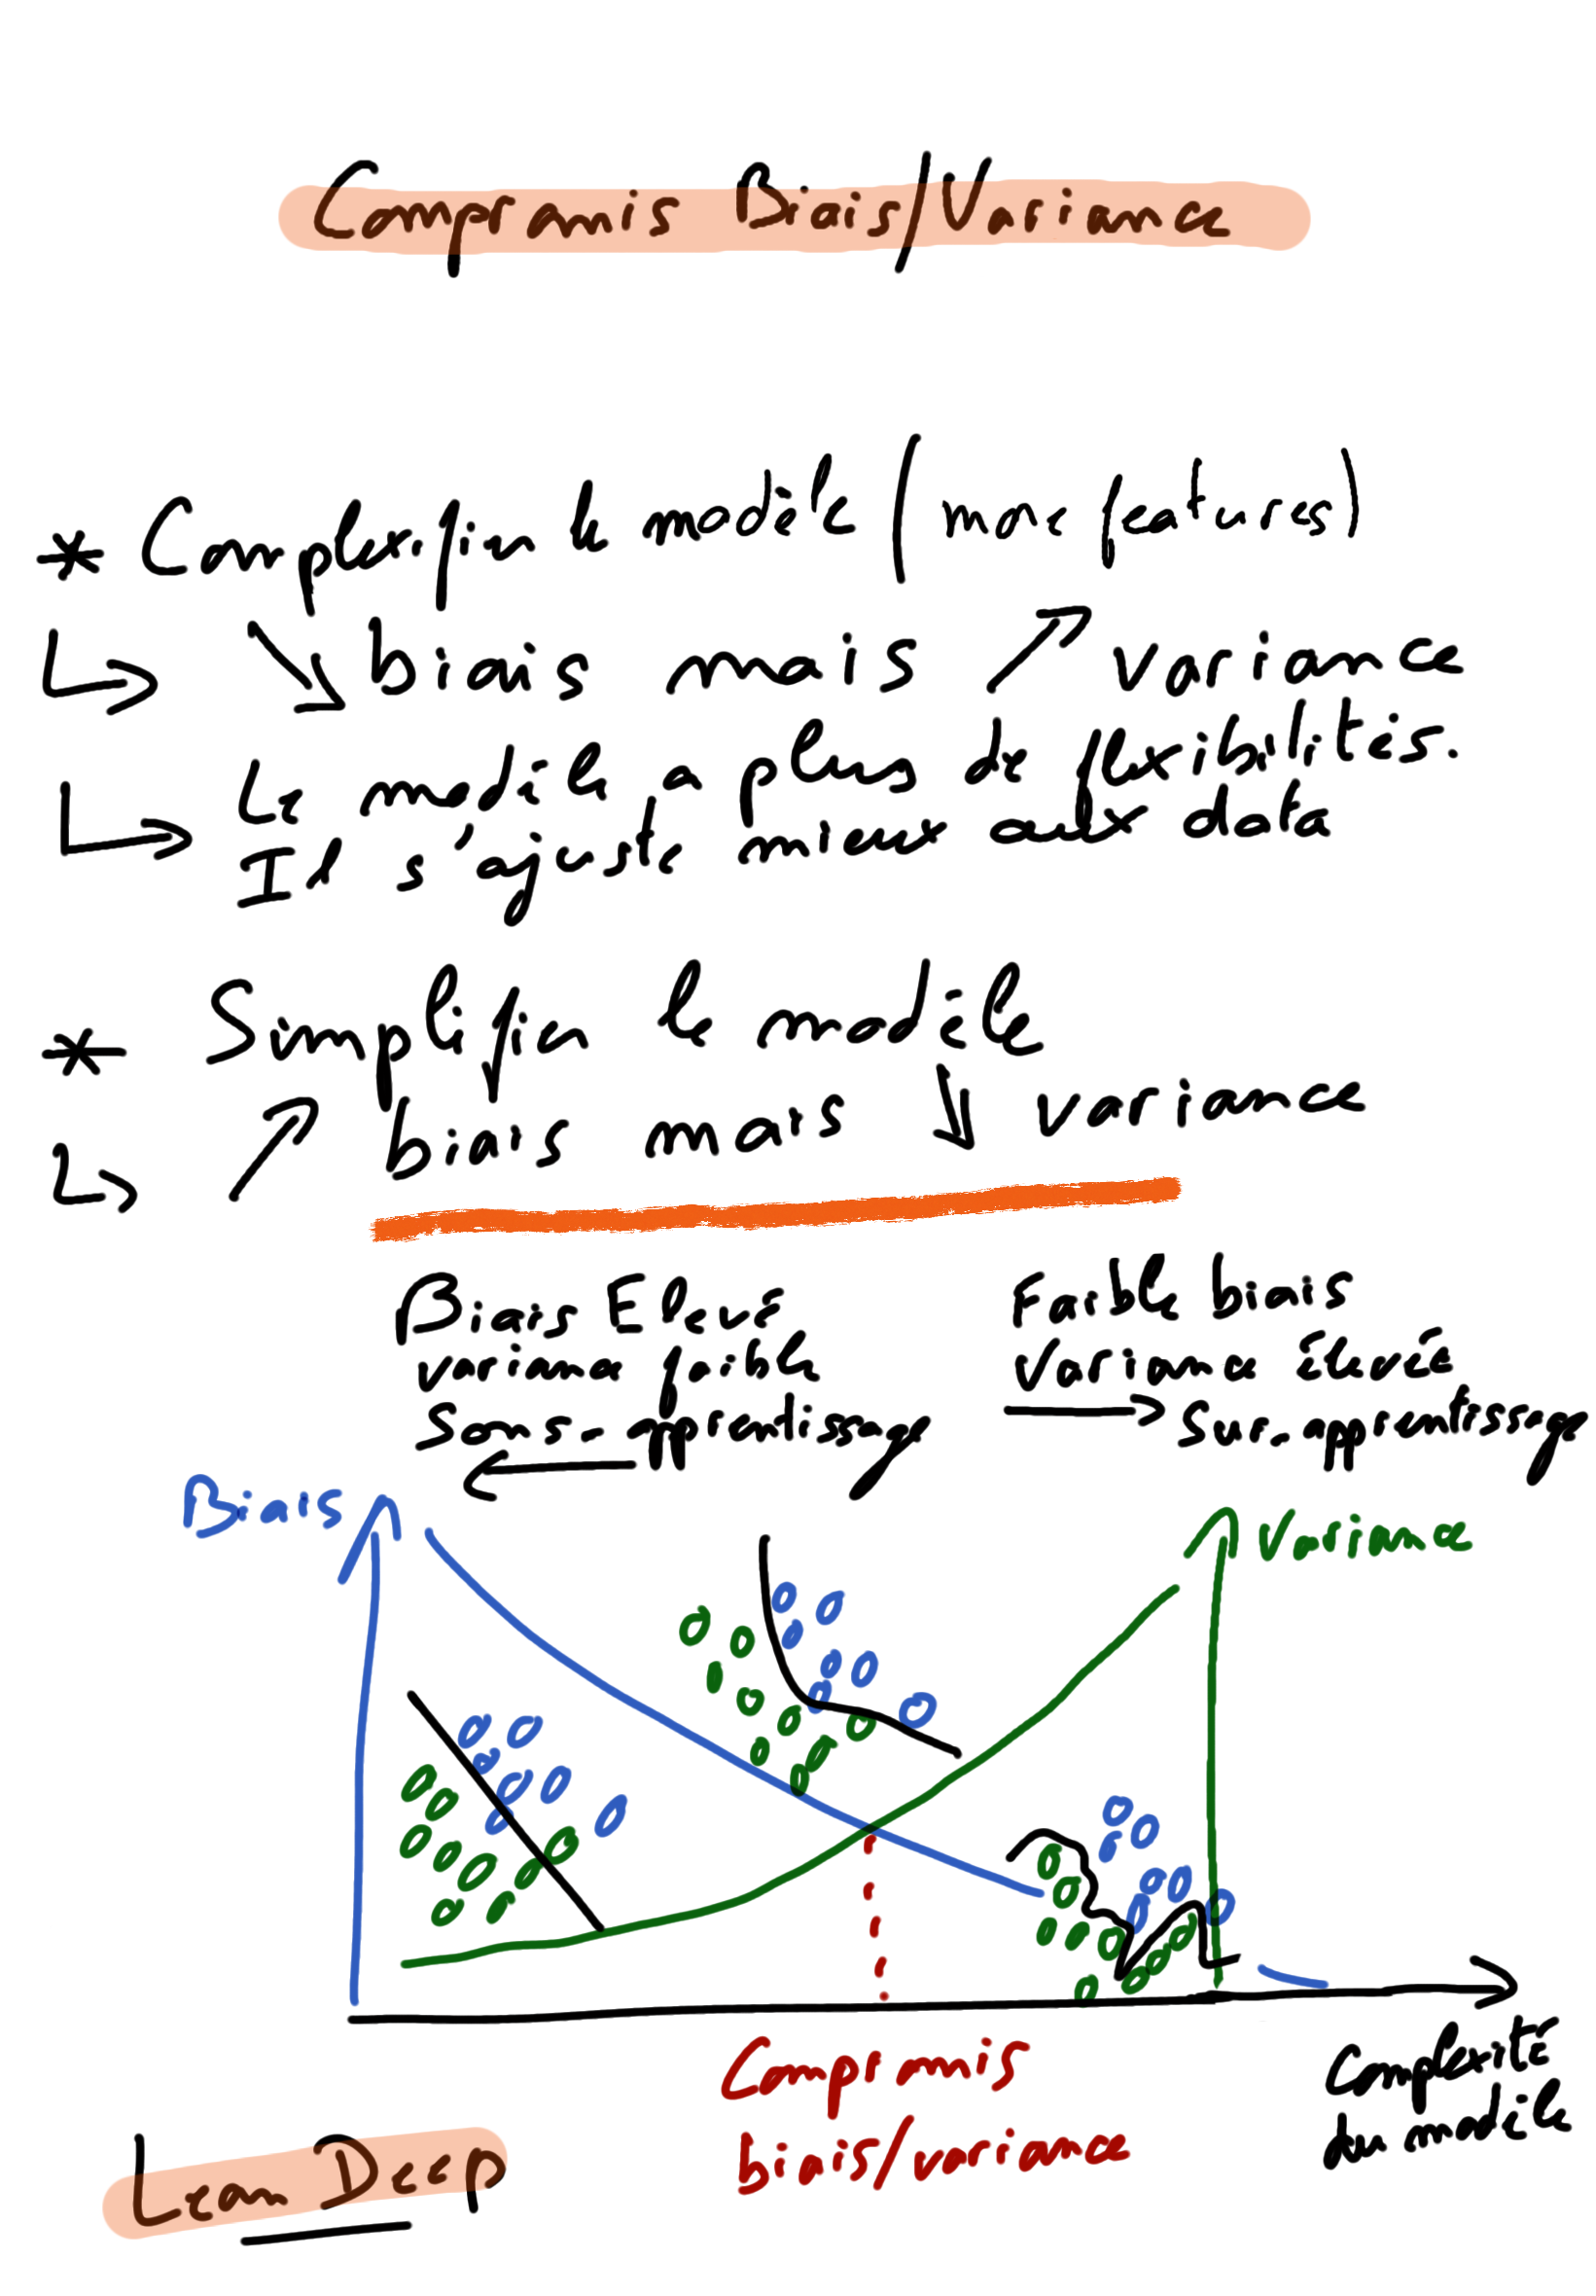 Compromis Biais/Variance
* Complexifier le modèle (more features)
↳ ↘ biais mais ↗ variance
↳ Le modèle a plus de flexibilités.
Il s'ajuste mieux aux data
* Simplifier le modèle
↳ ↗ biais mais ↓ variance
Biais Elevé
variance faible
Sous-apprentissage
←
Faible biais
Variance élevée
→ Sur-apprentissage
Biais
Variance
Compromis
biais/variance
Complexité
du modèle
Lean Deep